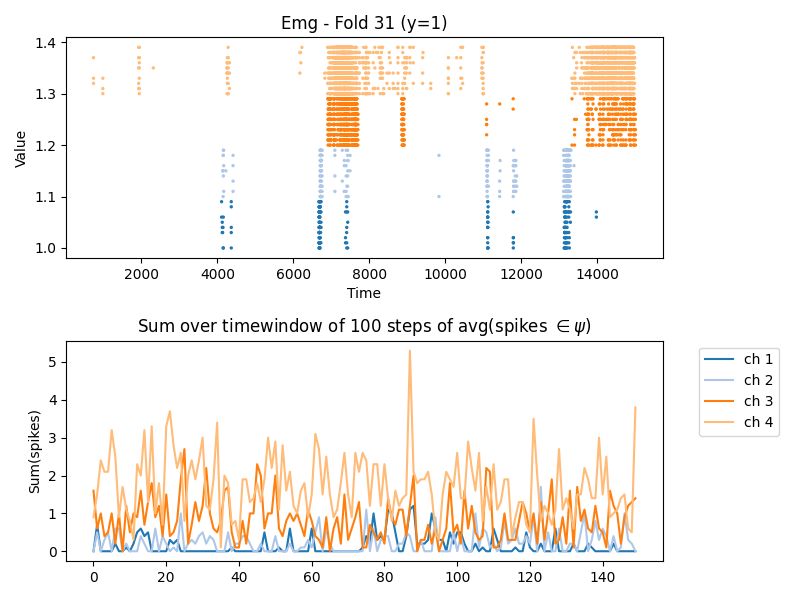 Emg - Fold 31 (y=1)
1.4
1.3
1.2
1.1
1.0
Value
2000 4000 6000 8000 10000 12000 14000
Time
Sum over timewindow of 100 steps of avg(spikes ∈ ψ)
5
4
3
2
1
0
Sum(spikes)
0 20 40 60 80 100 120 140
ch 1
ch 2
ch 3
ch 4